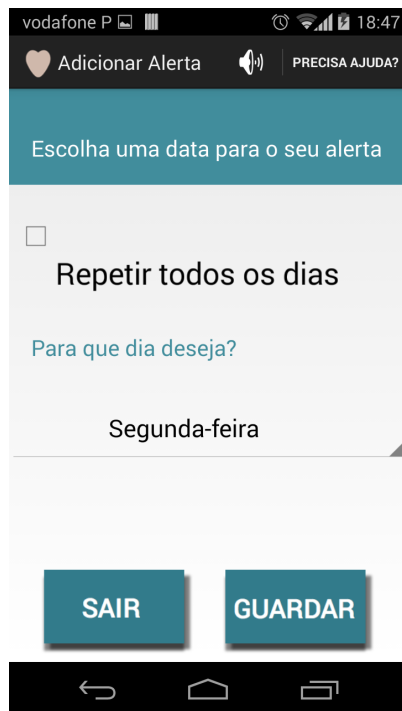 vodafone P 18:47
Adicionar Alerta PRECISA AJUDA?
Escolha uma data para o seu alerta
Repetir todos os dias
Para que dia deseja?
Segunda-feira
SAIR GUARDAR